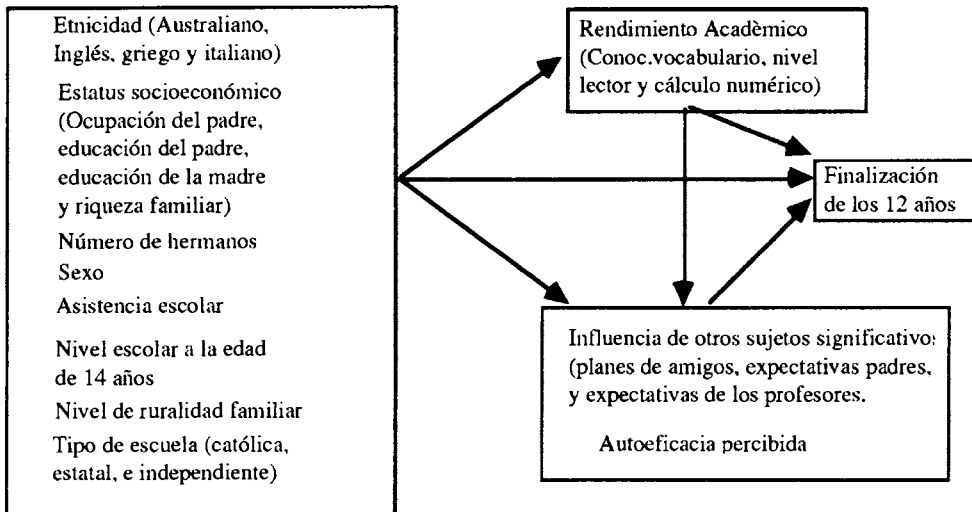 Etnicidad (Australiano,
Inglés, griego y italiano)
Estatus socioeconómico
(Ocupación del padre,
educación del padre,
educación de la madre
y riqueza familiar)
Número de hermanos
Sexo
Asistencia escolar
Nivel escolar a la edad
de 14 años
Nivel de ruralidad familiar
Tipo de escuela (católica,
estatal, e independiente)
Rendimiento Acadèmico
(Conoc.vocabulario, nivel
lector y cálculo numérico)
Finalización
de los 12 años
Influencia de otros sujetos significativos
(planes de amigos, expectativas padres,
y expectativas de los profesores.
Autoeficacia percibida